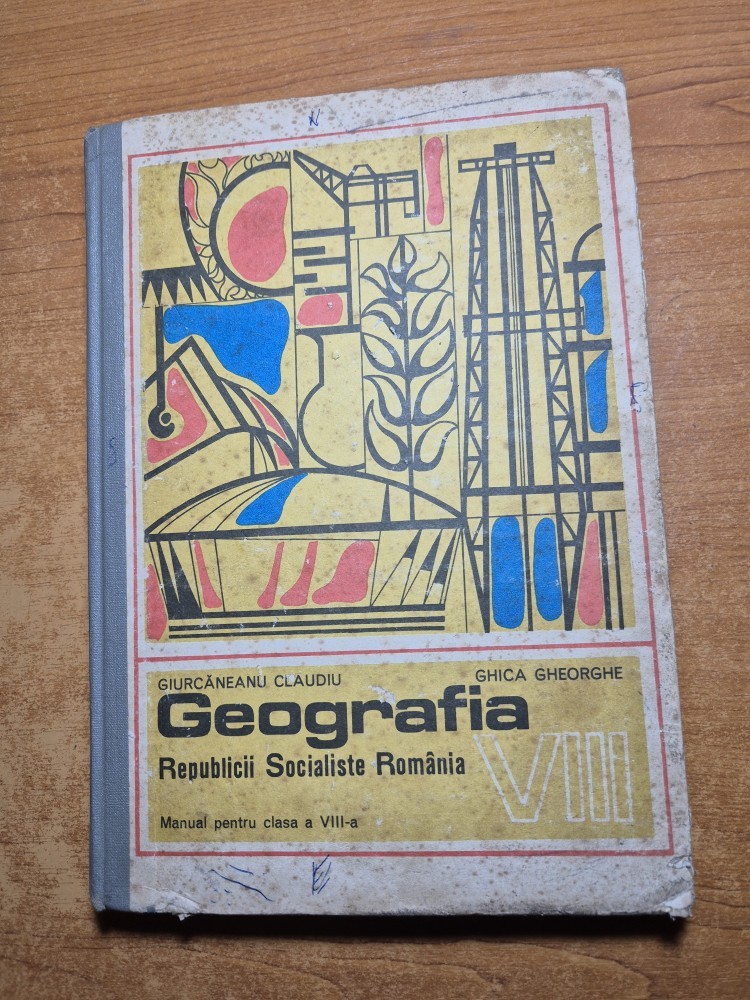 GIURCĂNEANU CLAUDIU GHICA GHEORGHE
Geografia
Republicii Socialiste România
VIII
Manual pentru clasa a VIII-a